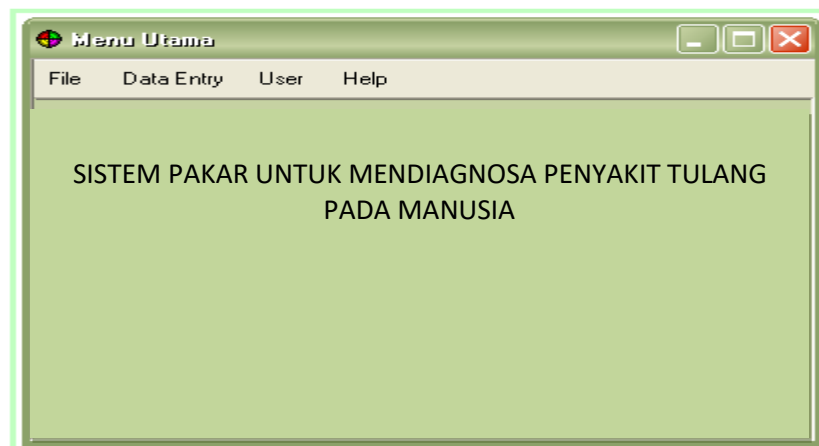 Menu Utama
File Data Entry User Help
SISTEM PAKAR UNTUK MENDIAGNOSA PENYAKIT TULANG
PADA MANUSIA